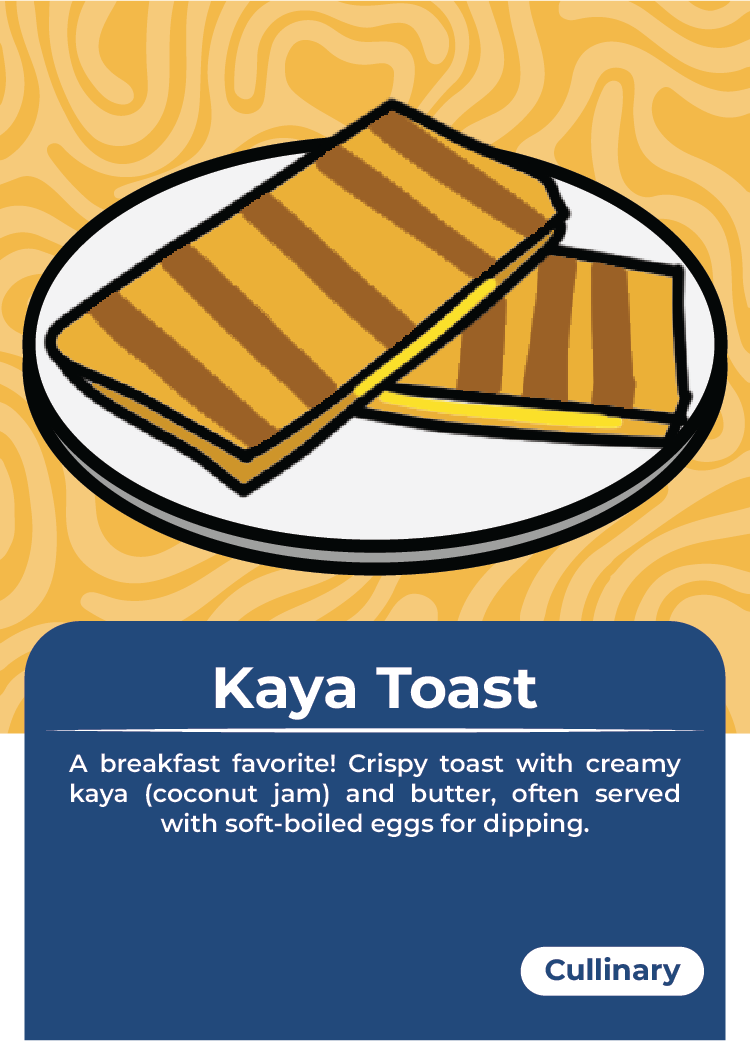 Kaya Toast
A breakfast favorite! Crispy toast with creamy
kaya (coconut jam) and butter, often served
with soft-boiled eggs for dipping.
Cullinary